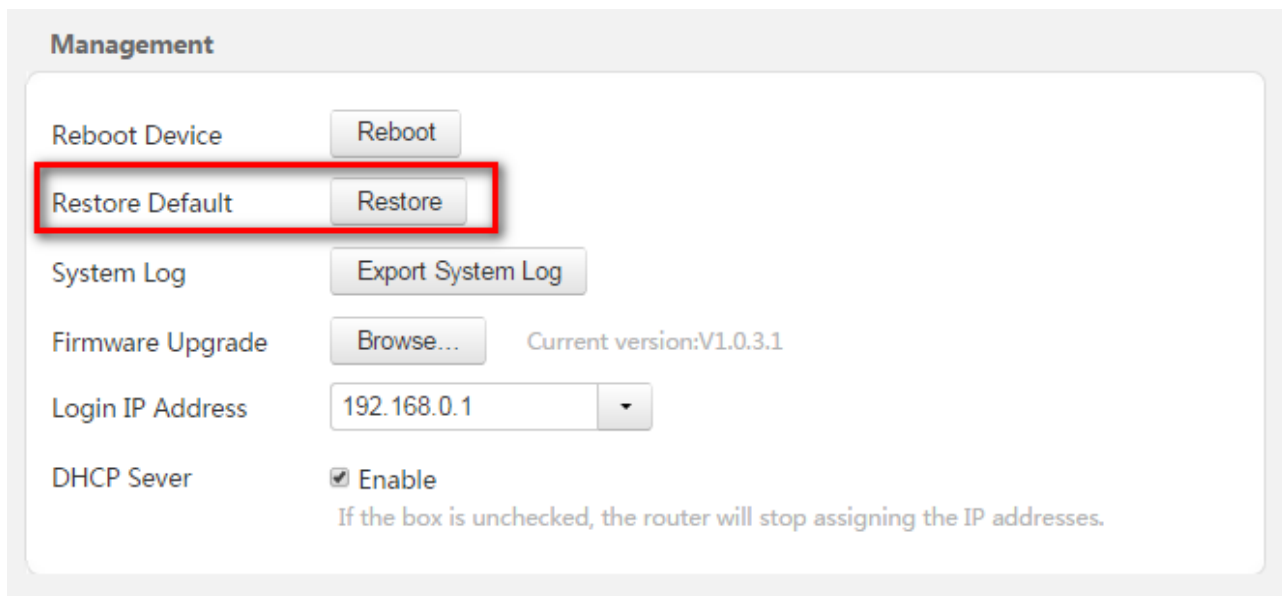 Management
Reboot Device Reboot
Restore Default Restore
System Log Export System Log
Firmware Upgrade Browse... Current version:V1.0.3.1
Login IP Address 192.168.0.1
DHCP Sever Enable
If the box is unchecked, the router will stop assigning the IP addresses.